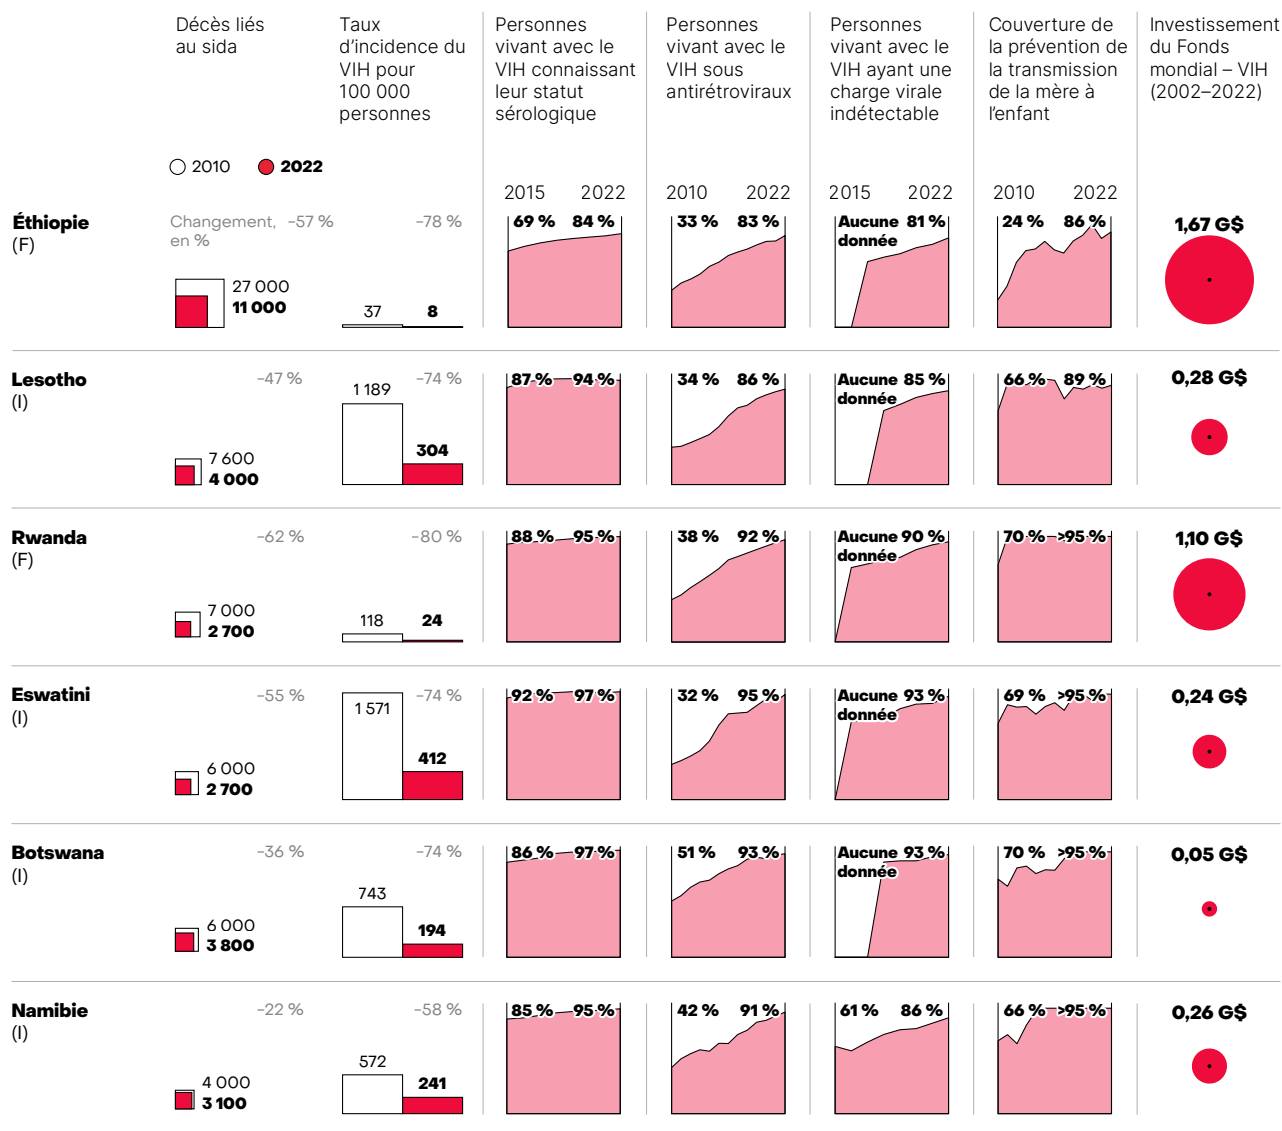 Décès liés
au sida
Taux
d’incidence du
VIH pour
100 000
personnes
Personnes
vivant avec le
VIH connaissant
leur statut
sérologique
Personnes
vivant avec le
VIH sous
antirétroviraux
Personnes
vivant avec le
VIH ayant une
charge virale
indétectable
Couverture de
la prévention de
la transmission
de la mère à
l’enfant
Investissement
du Fonds
mondial – VIH
(2002–2022)
2010 2022
2015 2022
2010 2022
2015 2022
2010 2022
Éthiopie
(F)
Changement,
en %
-57 %
27 000
11 000
-78 %
37 8
69 % 84 %
33 % 83 %
Aucune
donnée
81 %
24 % 86 %
1,67 G$
Lesotho
(I)
-47 %
7 600
4 000
-74 %
1 189
304
87 % 94 %
34 % 86 %
Aucune
donnée
85 %
66 % 89 %
0,28 G$
Rwanda
(F)
-62 %
7 000
2 700
-80 %
118 24
88 % 95 %
38 % 92 %
Aucune
donnée
90 %
70 % >95 %
1,10 G$
Eswatini
(I)
-55 %
6 000
2 700
-74 %
1 571
412
92 % 97 %
32 % 95 %
Aucune
donnée
93 %
69 % >95 %
0,24 G$
Botswana
(I)
-36 %
6 000
3 800
-74 %
743
194
86 % 97 %
51 % 93 %
Aucune
donnée
93 %
70 % >95 %
0,05 G$
Namibie
(I)
-22 %
4 000
3 100
-58 %
572
241
85 % 95 %
42 % 91 %
61 % 86 %
66 % >95 %
0,26 G$